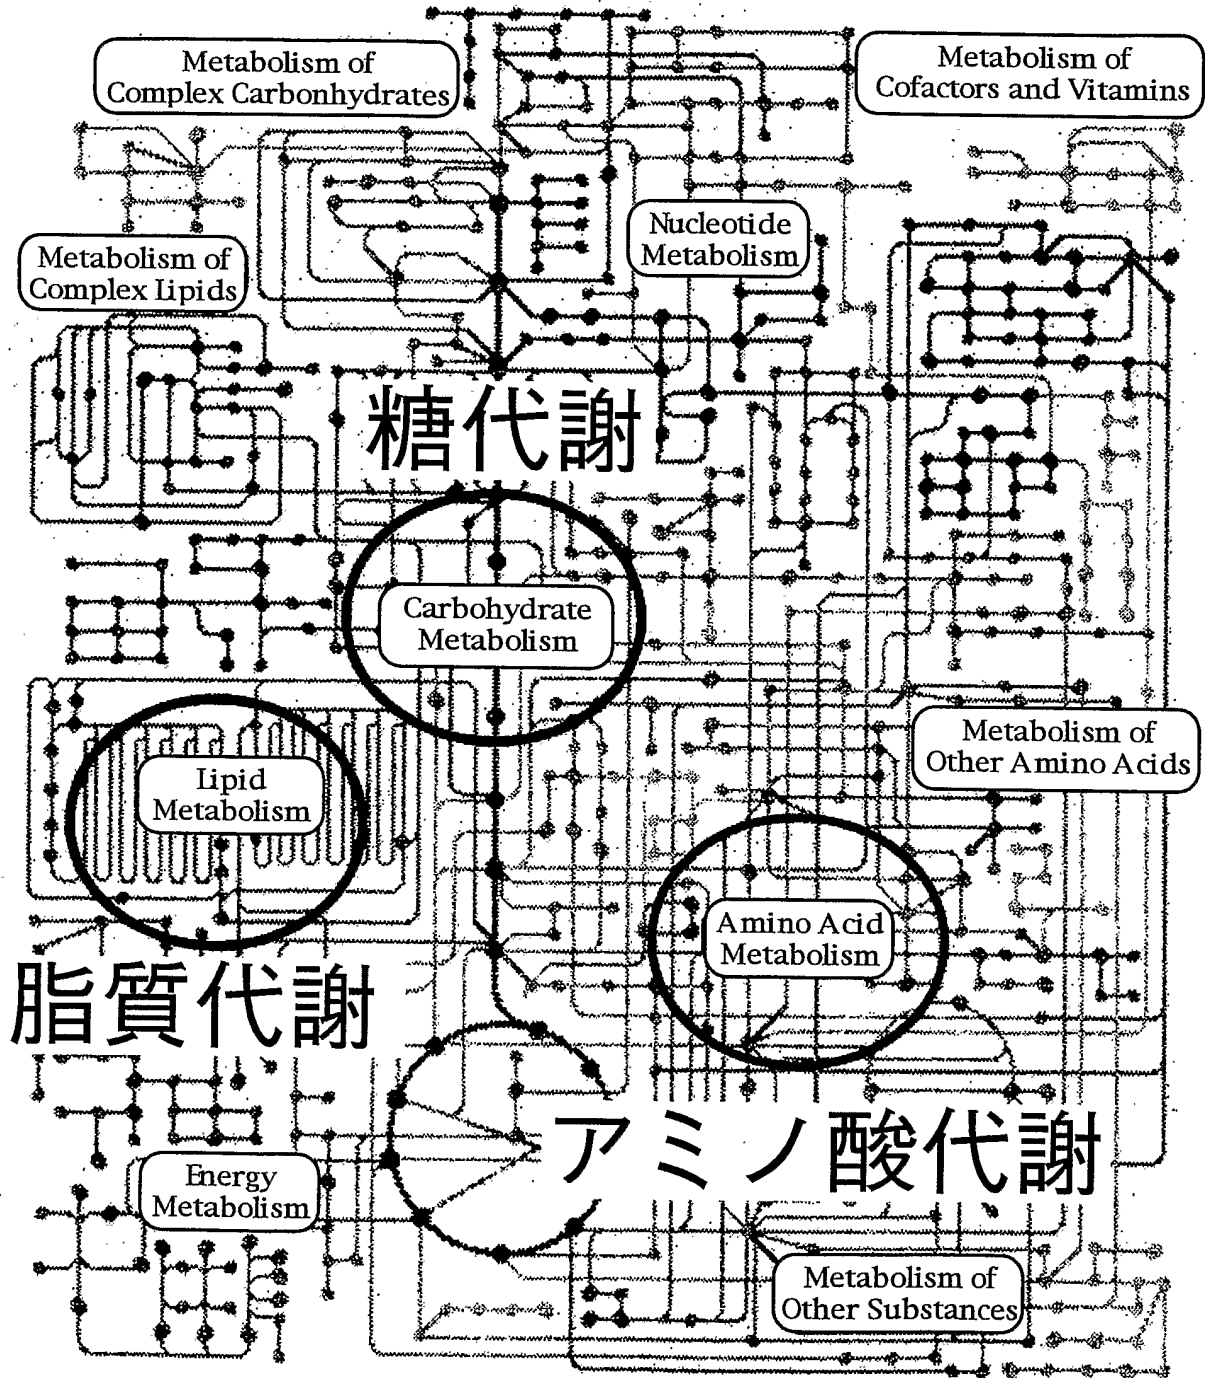 Metabolism of
Complex Carbonhydrates
Metabolism of
Cofactors and Vitamins
Nucleotide
Metabolism
Metabolism of
Complex Lipids
糖代謝
Carbohydrate
Metabolism
Metabolism of
Other Amino Acids
Lipid
Metabolism
Amino Acid
Metabolism
脂質代謝
アミノ酸代謝
Energy
Metabolism
Metabolism of
Other Substances